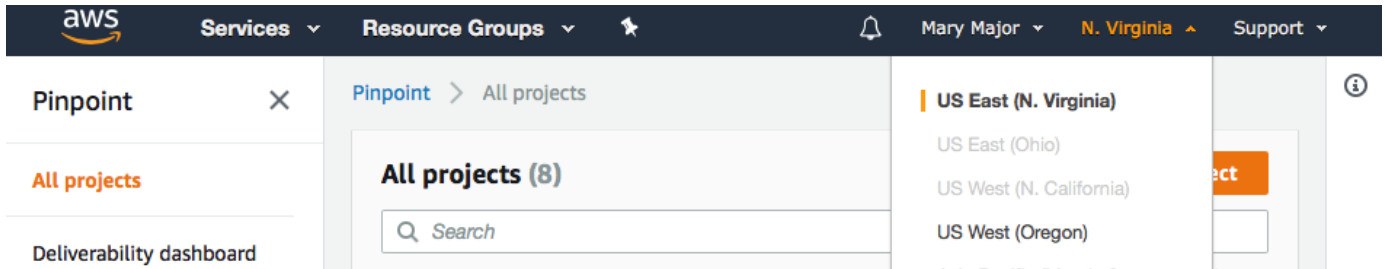 aws Services Resource Groups Mary Major N. Virginia Support
Pinpoint
All projects
Deliverability dashboard
Pinpoint > All projects
All projects (8)
Search
US East (N. Virginia)
US East (Ohio)
US West (N. California)
US West (Oregon)